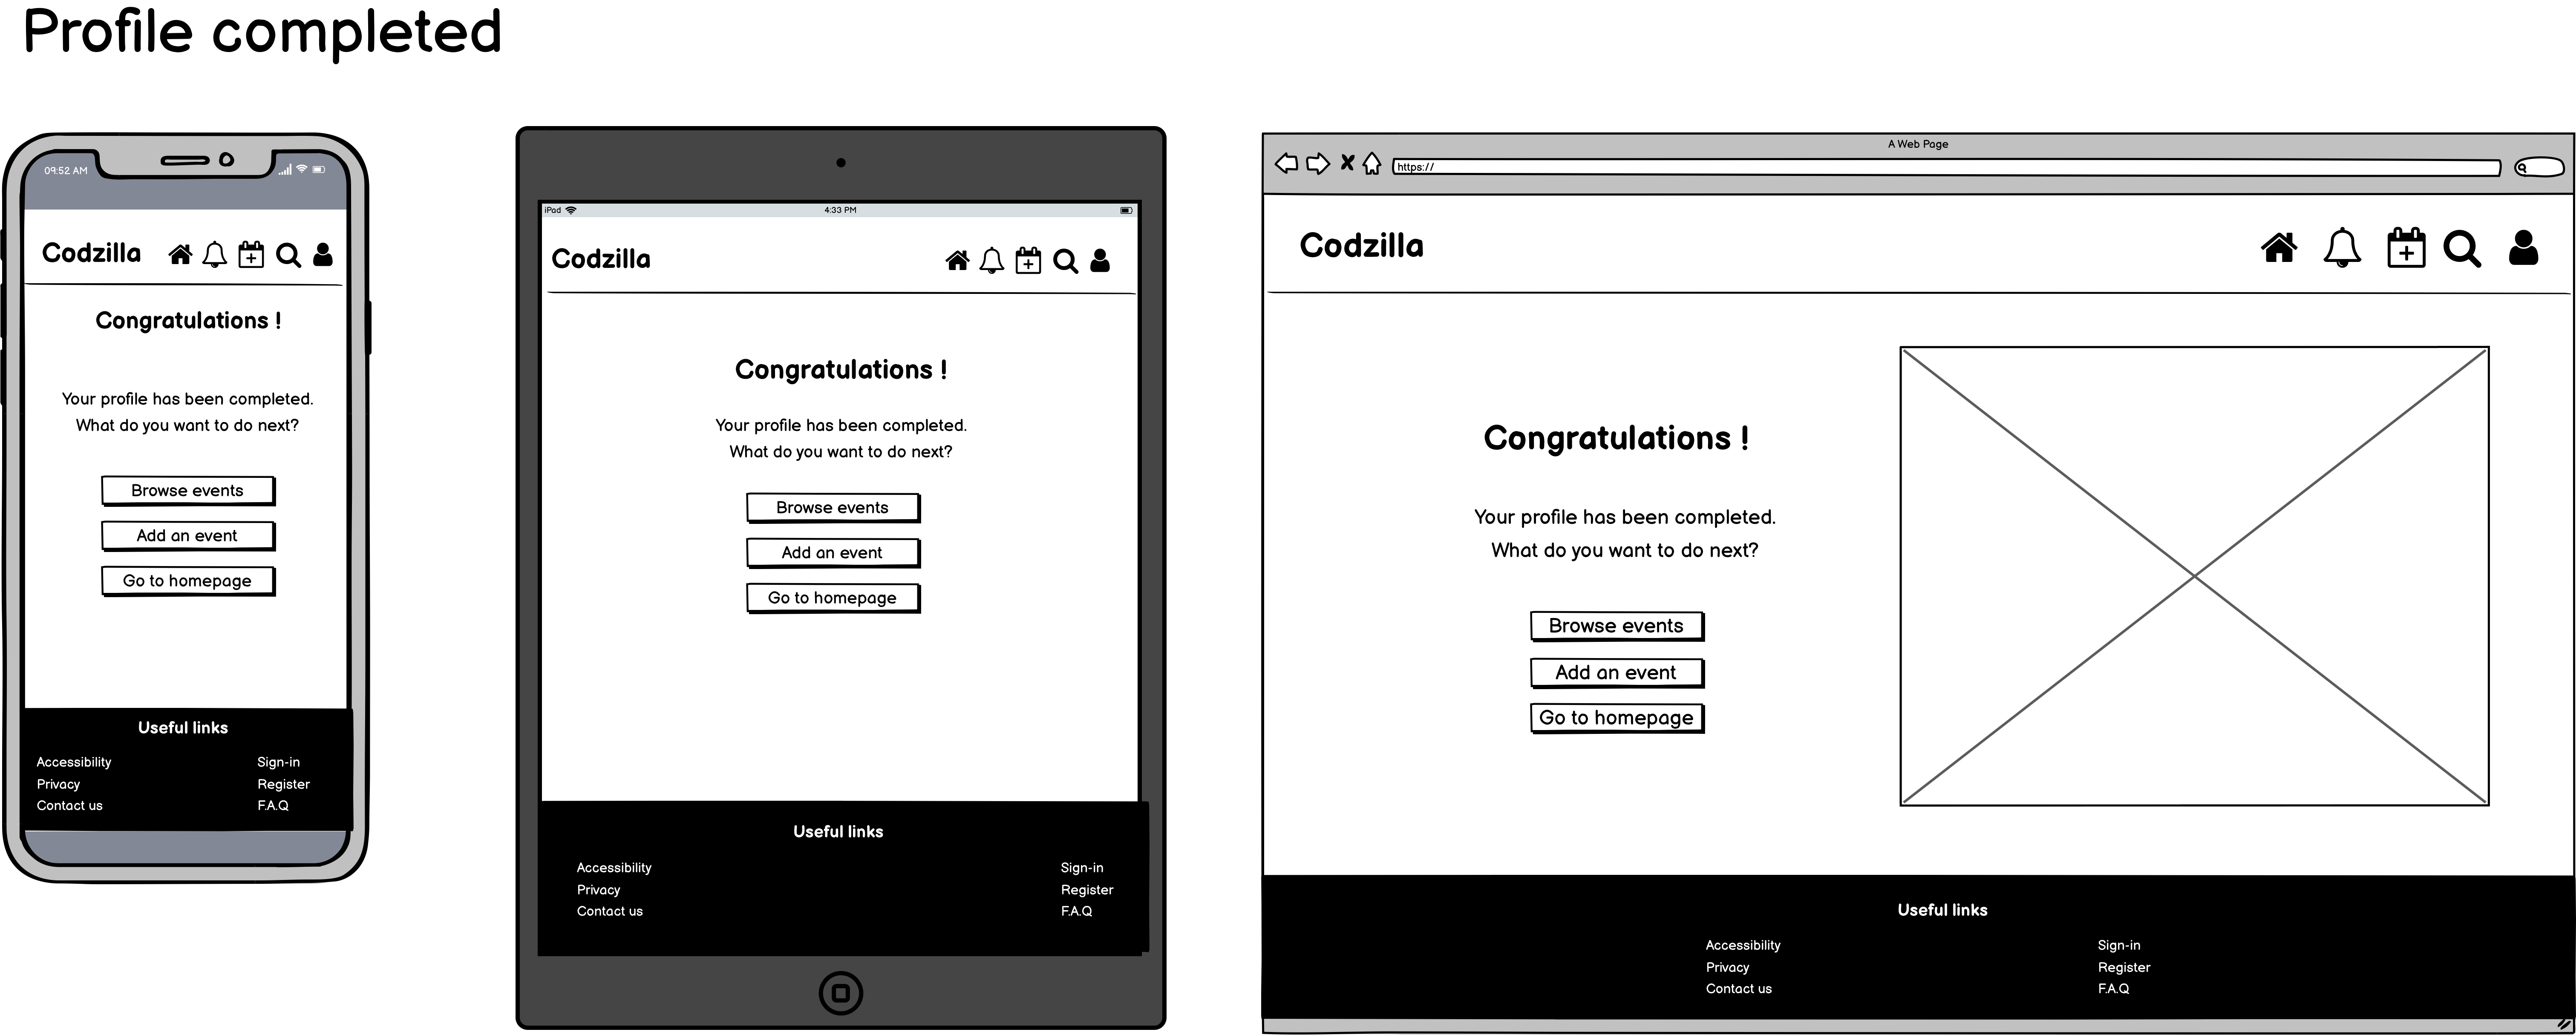 Profile completed
09:52 AM
Codzilla
Congratulations !
Your profile has been completed.
What do you want to do next?
Browse events
Add an event
Go to homepage
Useful links
Accessibility
Sign-in
Privacy
Register
Contact us
F.A.Q
iPad
4:33 PM
Codzilla
Congratulations !
Your profile has been completed.
What do you want to do next?
Browse events
Add an event
Go to homepage
Useful links
Accessibility
Sign-in
Privacy
Register
Contact us
F.A.Q
A Web Page
https://
Codzilla
Congratulations !
Your profile has been completed.
What do you want to do next?
Browse events
Add an event
Go to homepage
Useful links
Accessibility
Sign-in
Privacy
Register
Contact us
F.A.Q